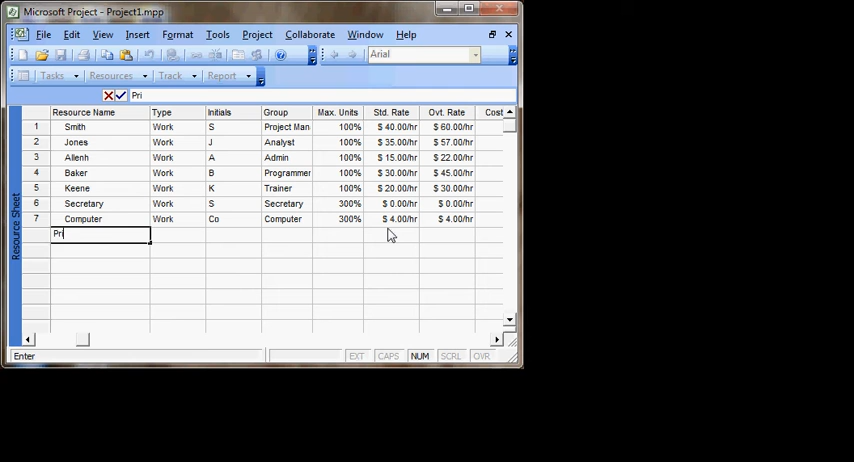 Microsoft Project - Project1.mpp
File Edit View Insert Format Tools Project Collaborate Window Help
Arial
Tasks Resources Track Report
Pri
Resource Name Type Initials Group Max. Units Std. Rate Ovt. Rate Cost
1 Smith Work S Project Man 100% $ 40.00/hr $ 60.00/hr
2 Jones Work J Analyst 100% $ 35.00/hr $ 57.00/hr
3 Allenh Work A Admin 100% $ 15.00/hr $ 22.00/hr
4 Baker Work B Programmer 100% $ 30.00/hr $ 45.00/hr
5 Keene Work K Trainer 100% $ 20.00/hr $ 30.00/hr
6 Secretary Work S Secretary 300% $ 0.00/hr $ 0.00/hr
7 Computer Work Co Computer 300% $ 4.00/hr $ 4.00/hr
Pri
Resource Sheet
Enter EXT CAPS NUM SCRL OVR